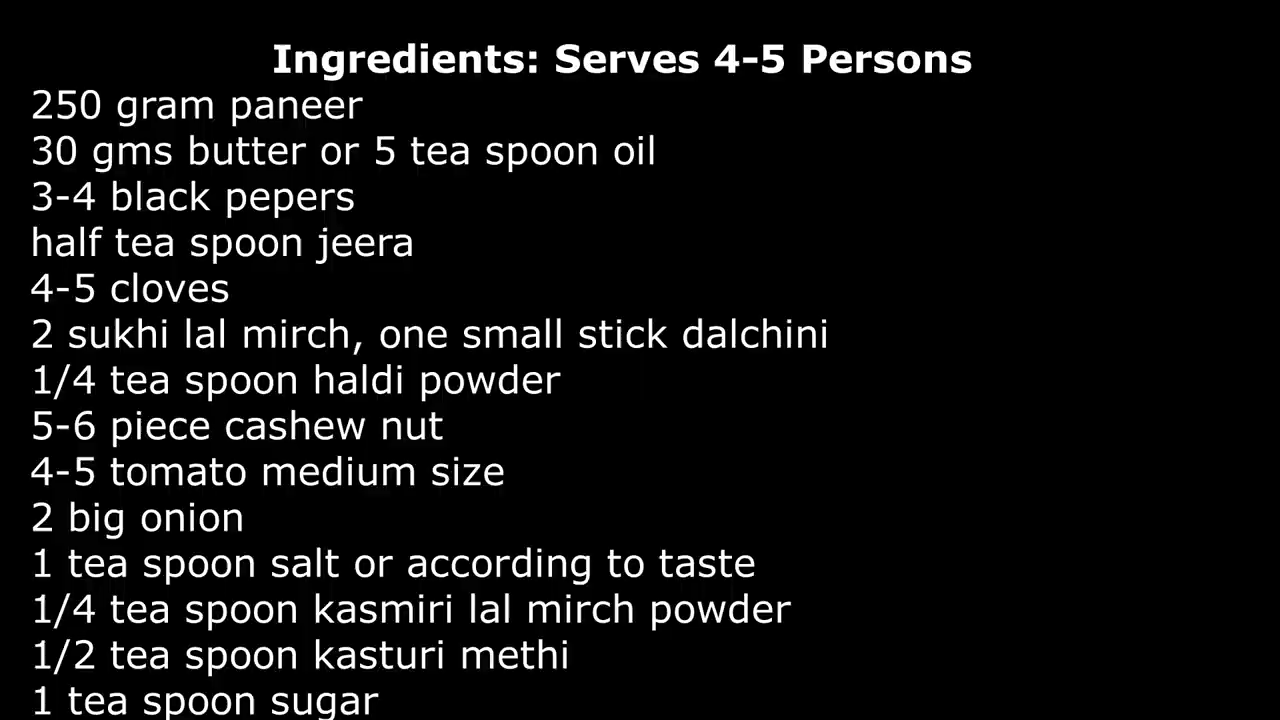 Ingredients: Serves 4-5 Persons
250 gram paneer
30 gms butter or 5 tea spoon oil
3-4 black pepers
half tea spoon jeera
4-5 cloves
2 sukhi lal mirch, one small stick dalchini
1/4 tea spoon haldi powder
5-6 piece cashew nut
4-5 tomato medium size
2 big onion
1 tea spoon salt or according to taste
1/4 tea spoon kasmiri lal mirch powder
1/2 tea spoon kasturi methi
1 tea spoon sugar